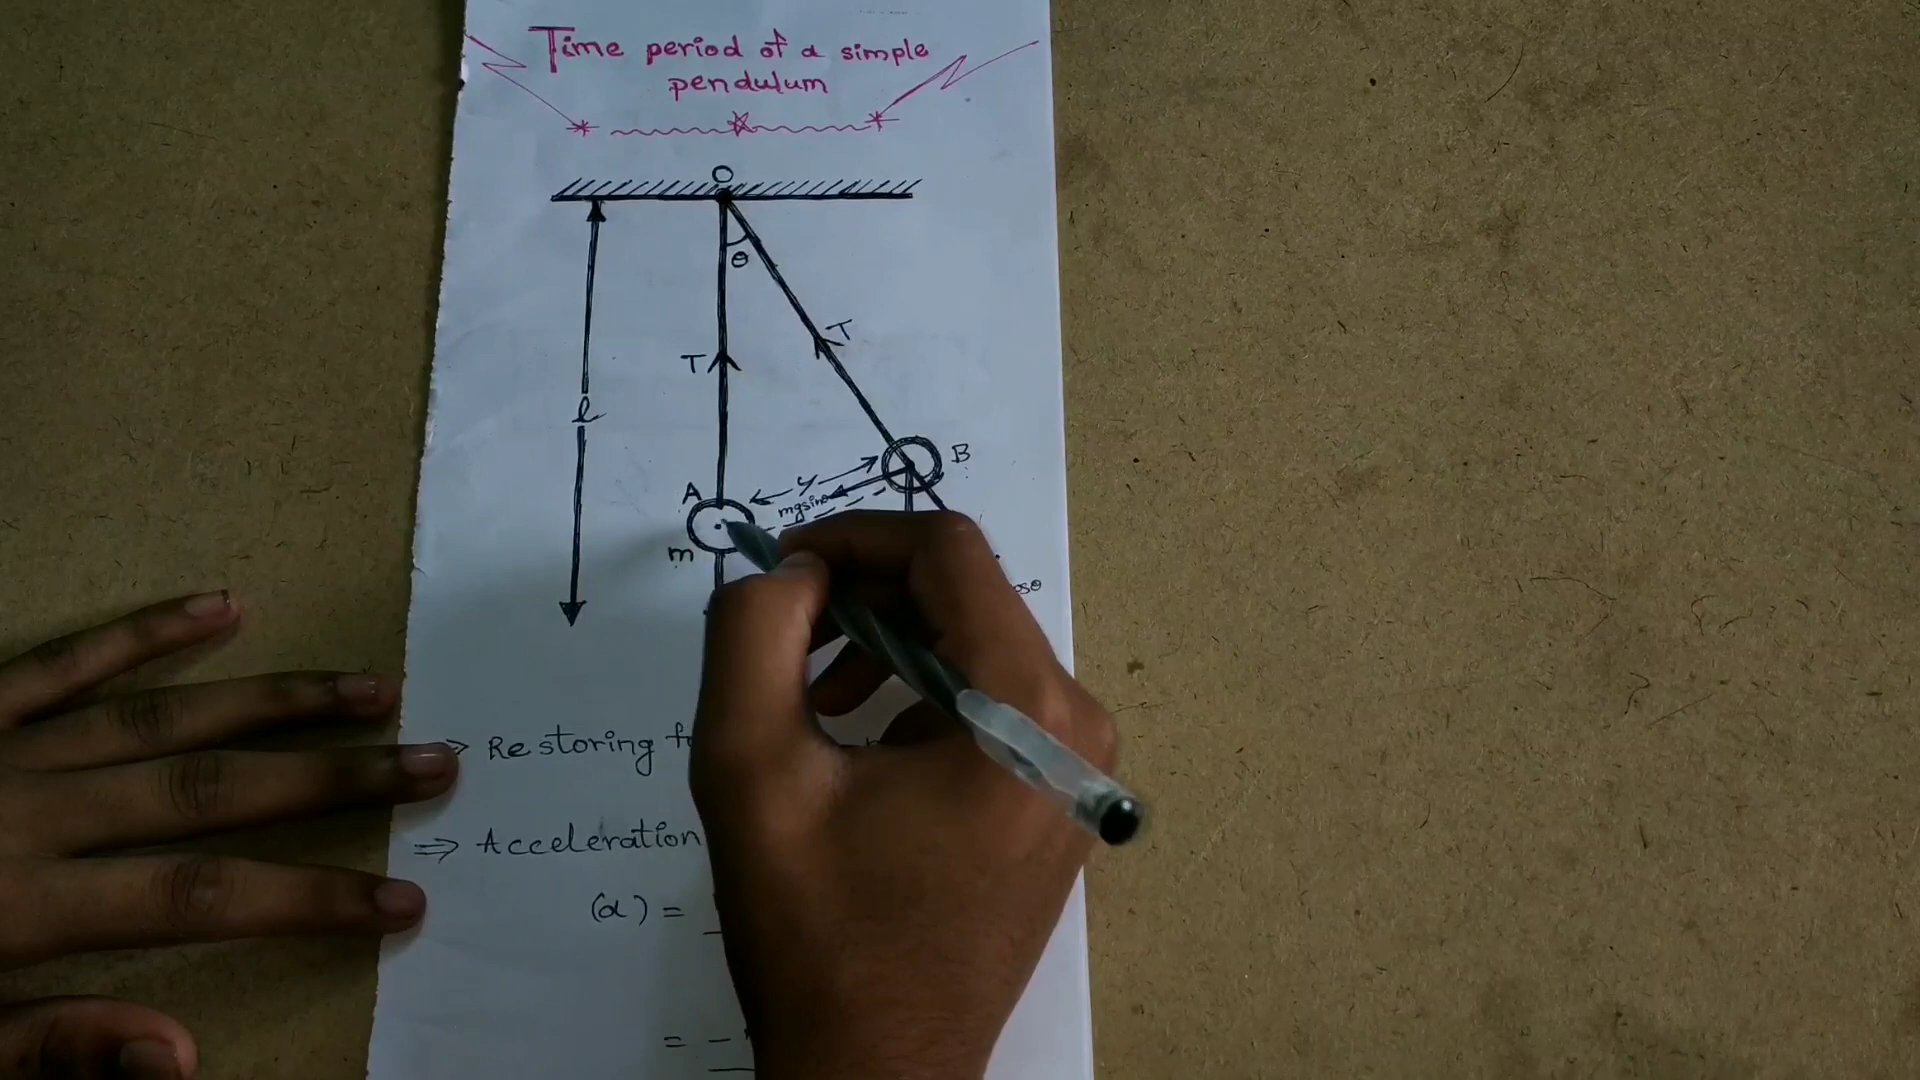 Time period of a simple
pendulum
O
θ
T
T
l
B
A
y
mgsinθ
m
⇒ Restoring
⇒ Acceleration
(a) =
= -